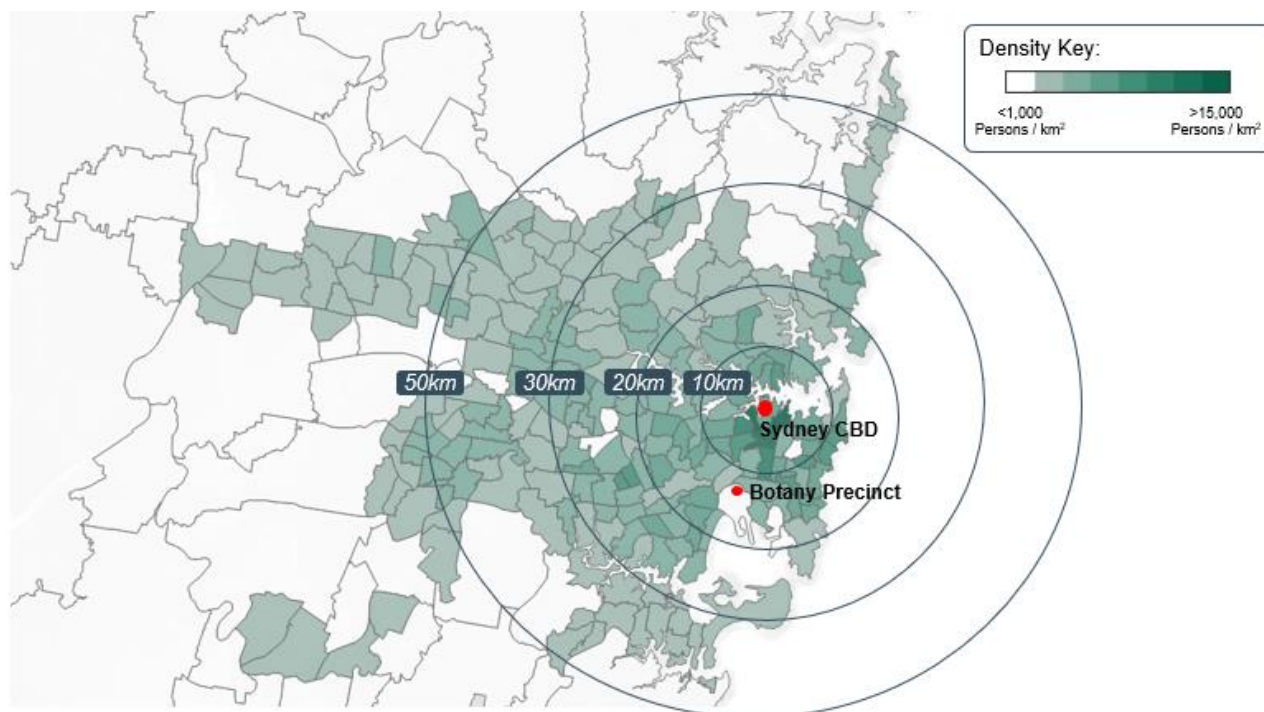 Density Key:
<1,000
Persons / km²
>15,000
Persons / km²
50km
30km
20km
10km
Sydney CBD
Botany Precinct